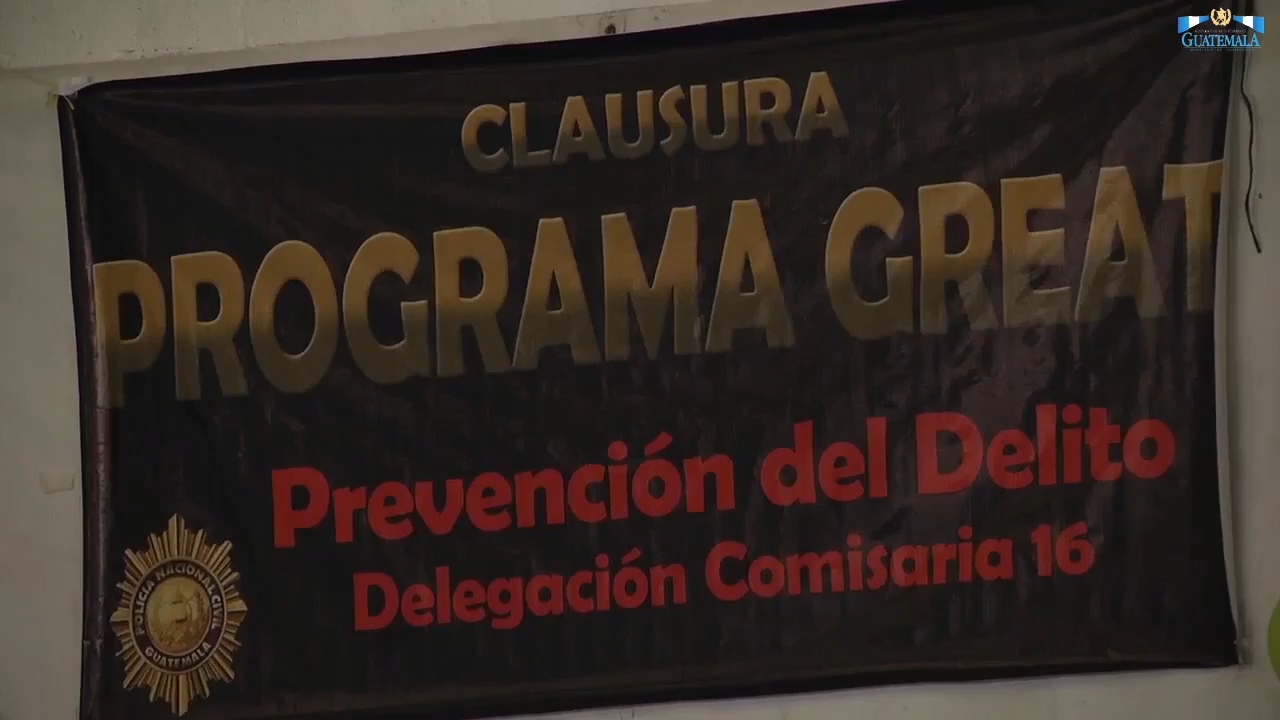 GUATEMALA
CLAUSURA
PROGRAMA GREAT
Prevención del Delito
Delegación Comisaria 16
POLICIA NACIONAL CIVIL
GUATEMALA